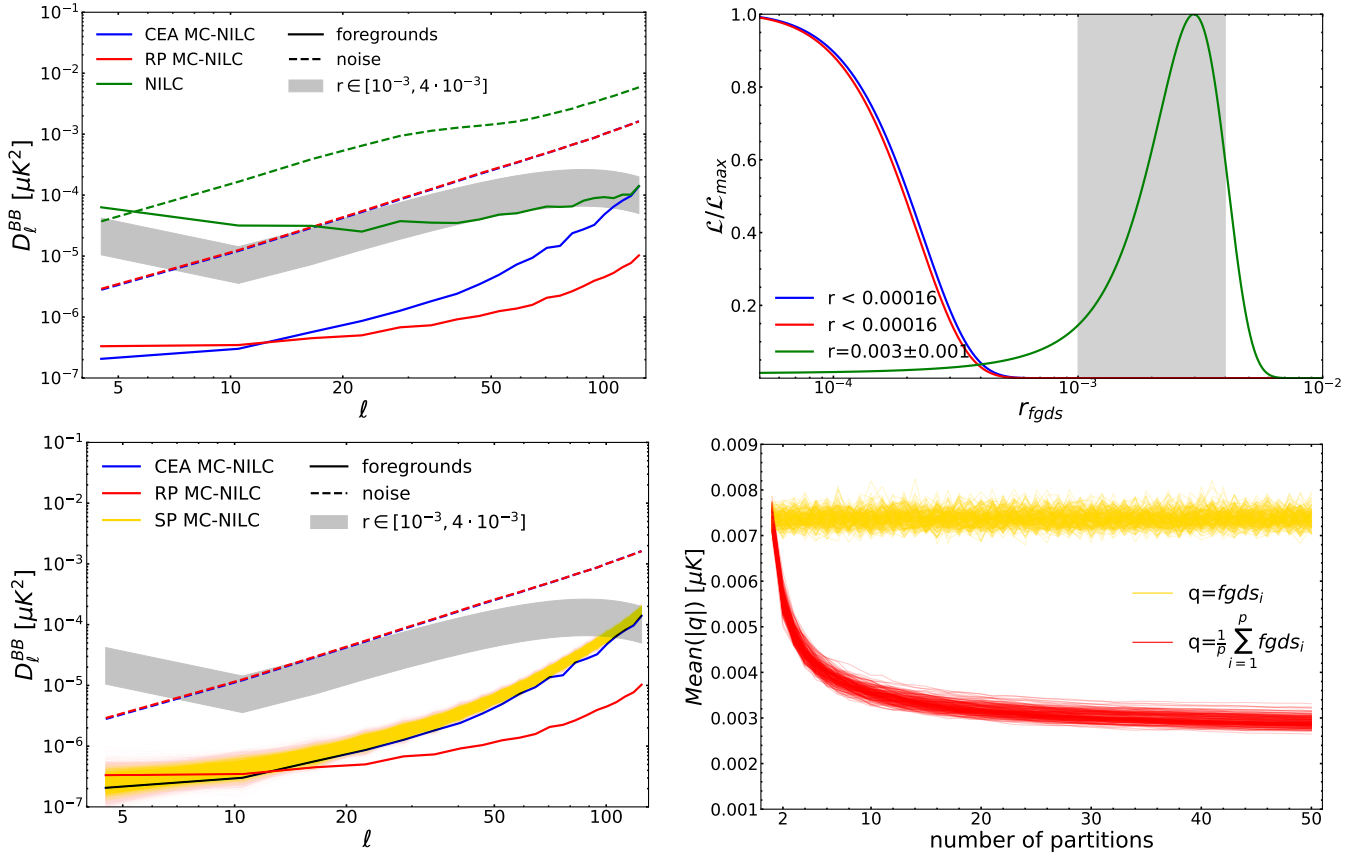 CEA MC-NILC
RP MC-NILC
NILC
foregrounds
noise
r ∈ [10⁻³, 4 · 10⁻³]
10⁻¹
10⁻²
10⁻³
10⁻⁴
10⁻⁵
10⁻⁶
10⁻⁷
D_ℓ^{BB} [μK²]
5 10 20 50 100
ℓ
1.0
0.8
0.6
0.4
0.2
ℒ/ℒ_{max}
r < 0.00016
r < 0.00016
r=0.003±0.001
10⁻⁴ 10⁻³ 10⁻²
r_{fgds}
CEA MC-NILC
RP MC-NILC
SP MC-NILC
foregrounds
noise
r ∈ [10⁻³, 4 · 10⁻³]
10⁻¹
10⁻²
10⁻³
10⁻⁴
10⁻⁵
10⁻⁶
10⁻⁷
D_ℓ^{BB} [μK²]
5 10 20 50 100
ℓ
0.009
0.008
0.007
0.006
0.005
0.004
0.003
0.002
0.001
Mean(|q|) [μK]
q=fgds_i
q=\frac{1}{p}\sum_{i=1}^{p} fgds_i
2 10 20 30 40 50
number of partitions